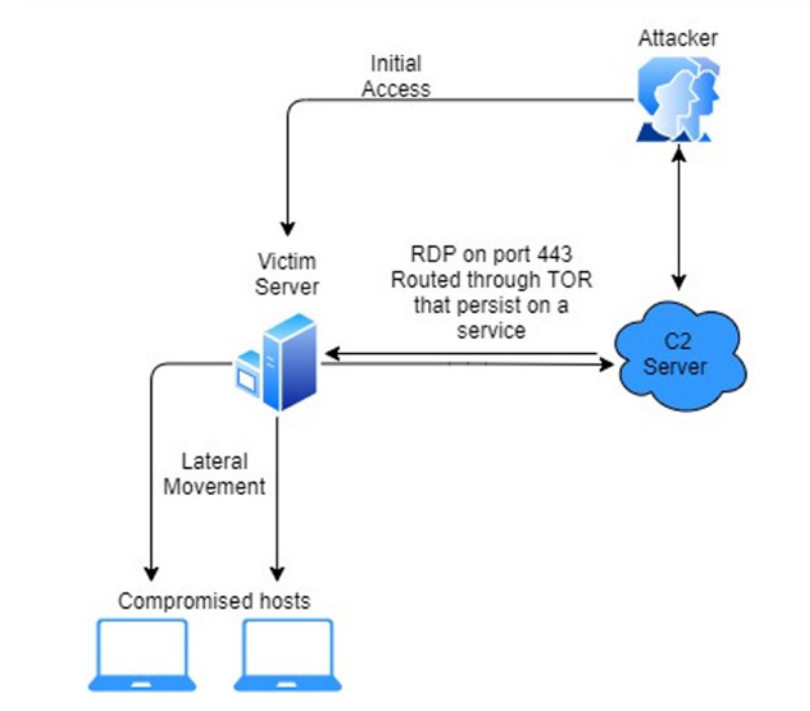 Attacker
Initial
Access
Victim
Server
RDP on port 443
Routed through TOR
that persist on a
service
C2
Server
Lateral
Movement
Compromised hosts